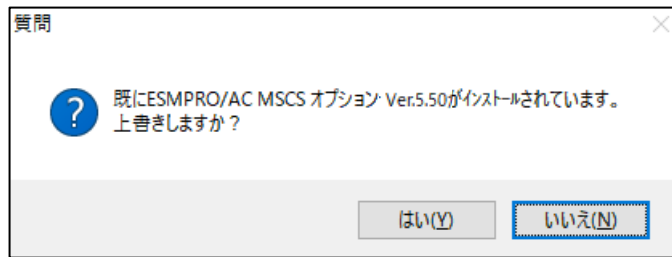 質問
既にESMPRO/AC MSCS オプション Ver.5.50がインストールされています。
上書きしますか？
はい(Y)
いいえ(N)